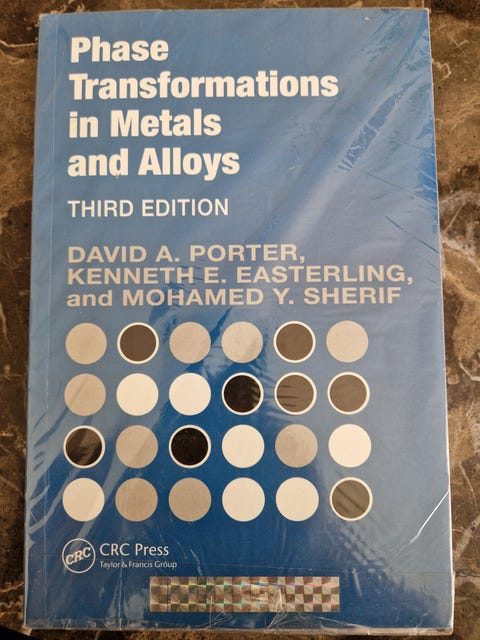 Phase
Transformations
in Metals
and Alloys
THIRD EDITION
DAVID A. PORTER,
KENNETH E. EASTERLING,
and MOHAMED Y. SHERIF
CRC
CRC Press
Taylor & Francis Group